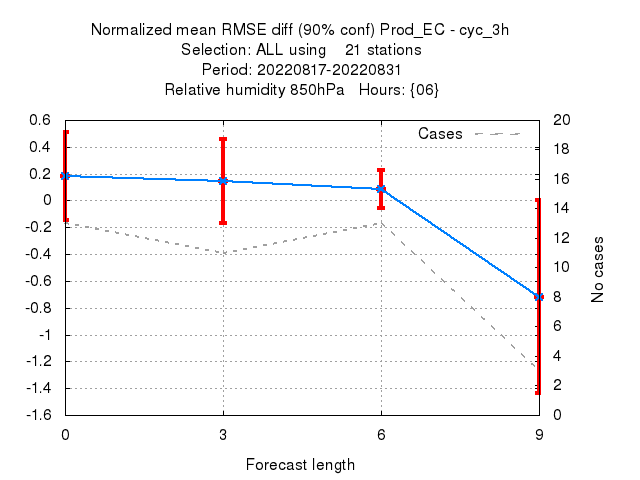 Normalized mean RMSE diff (90% conf) Prod_EC - cyc_3h
Selection: ALL using 21 stations
Period: 20220817-20220831
Relative humidity 850hPa Hours: {06}
Cases
0.6
0.4
0.2
0
-0.2
-0.4
-0.6
-0.8
-1
-1.2
-1.4
-1.6
20
18
16
14
12
10
8
6
4
2
0
No cases
0 3 6 9
Forecast length